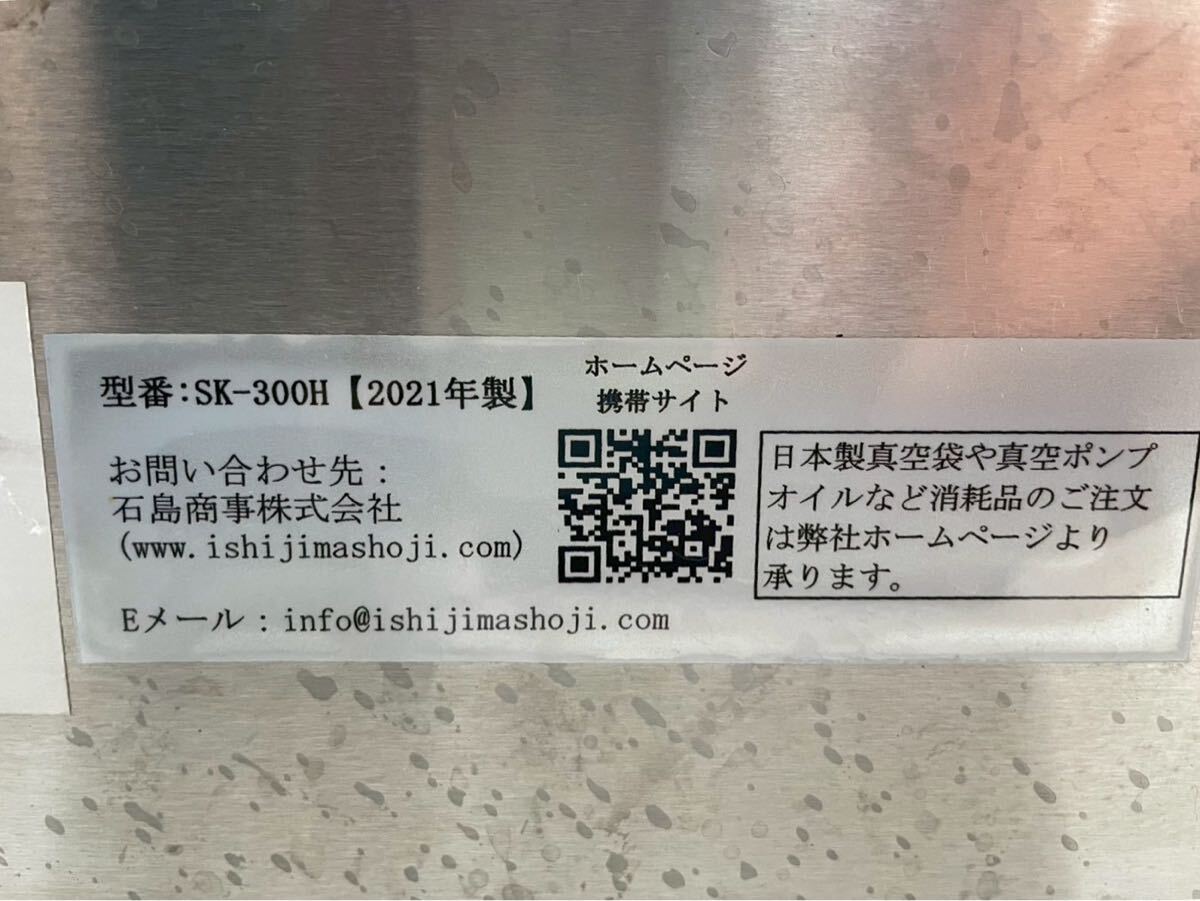 型番:SK-300H【2021年製】
お問い合わせ先：
石島商事株式会社
(www.ishijimashoji.com)
Eメール：info@ishijimashoji.com
ホームページ
携帯サイト
日本製真空袋や真空ポンプ
オイルなど消耗品のご注文
は弊社ホームページより
承ります。